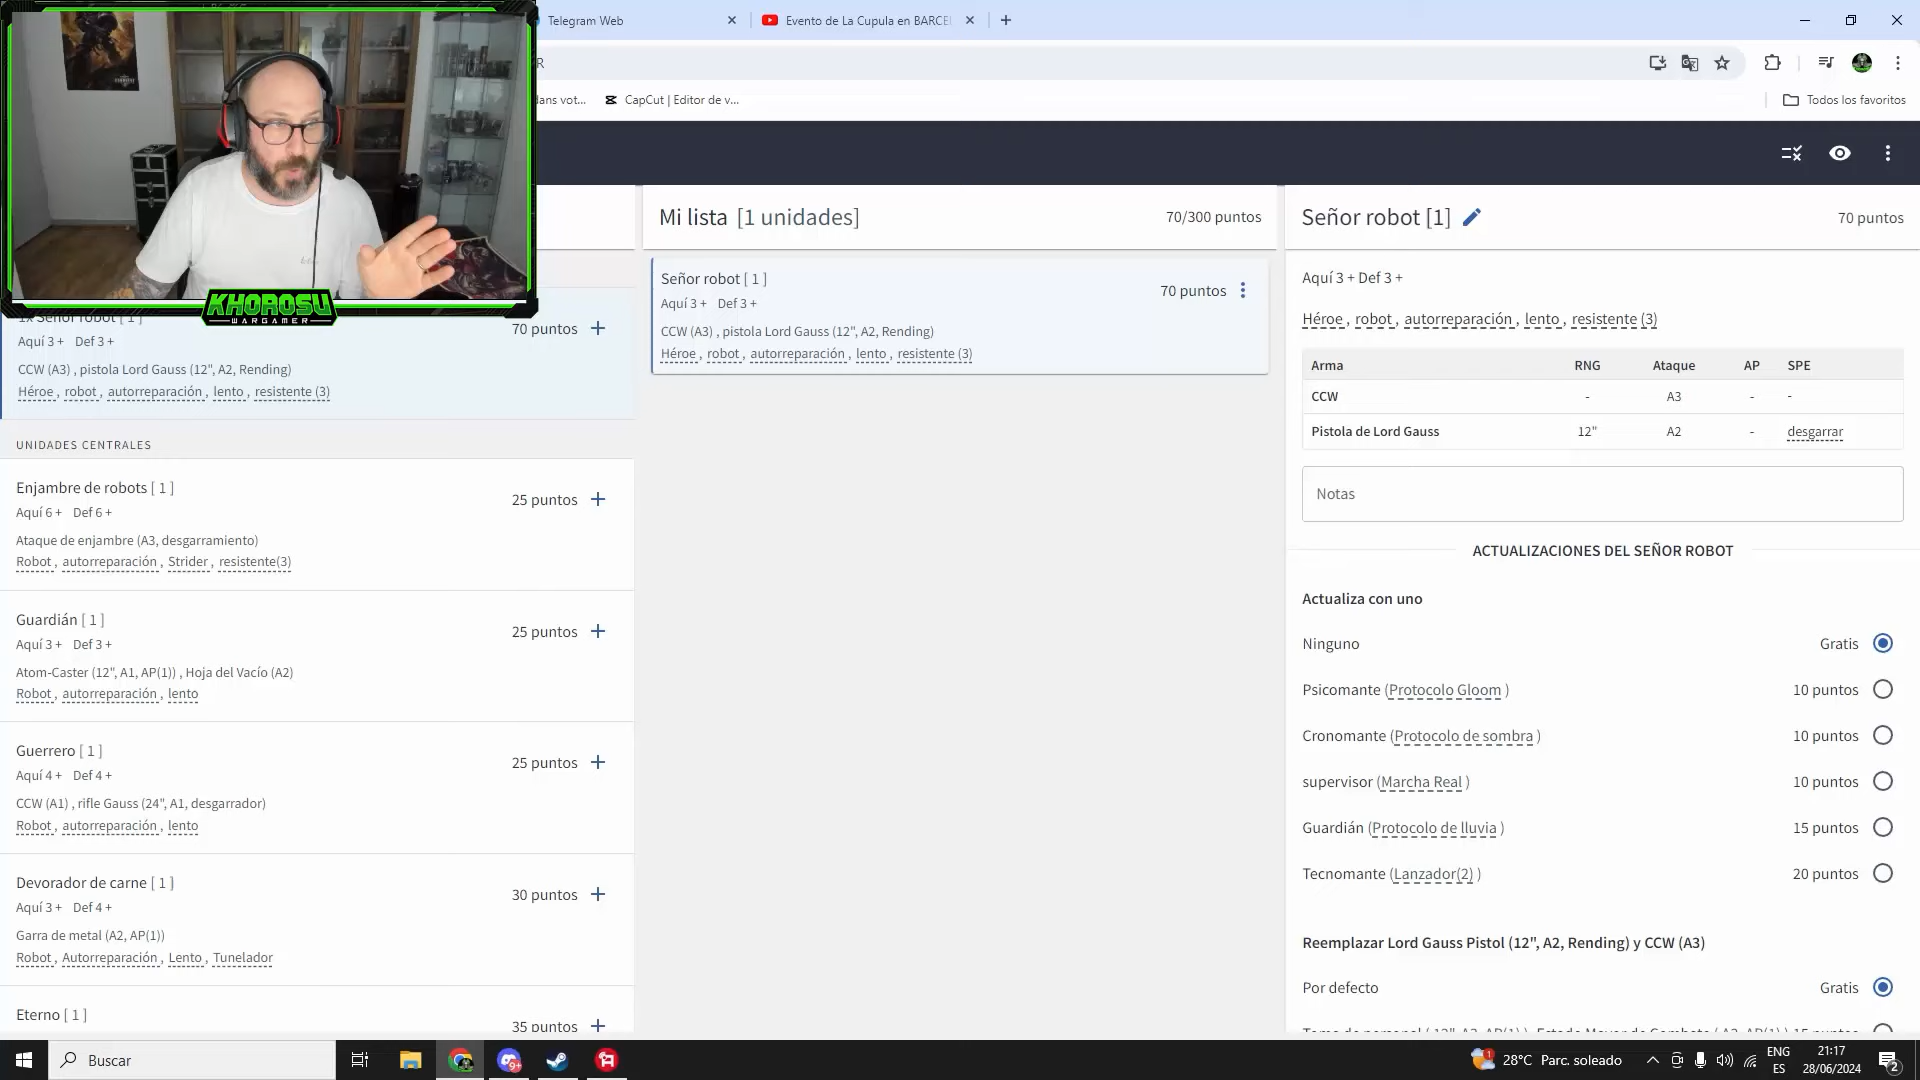 Telegram Web
Evento de La Cupula en BARCE
R
dans vot...
CapCut | Editor de v...
Todos los favoritos
KHOROSU
WARGAMER
1x Señor robot [ 1 ]
70 puntos
Aquí 3 + Def 3 +
CCW (A3) , pistola Lord Gauss (12", A2, Rending)
Héroe , robot , autorreparación , lento , resistente (3)
UNIDADES CENTRALES
Enjambre de robots [ 1 ]
25 puntos
Aquí 6 + Def 6 +
Ataque de enjambre (A3, desgarramiento)
Robot , autorreparación , Strider , resistente(3)
Guardián [ 1 ]
25 puntos
Aquí 3 + Def 3 +
Atom-Caster (12", A1, AP(1)) , Hoja del Vacío (A2)
Robot , autorreparación , lento
Guerrero [ 1 ]
25 puntos
Aquí 4 + Def 4 +
CCW (A1) , rifle Gauss (24", A1, desgarrador)
Robot , autorreparación , lento
Devorador de carne [ 1 ]
30 puntos
Aquí 3 + Def 4 +
Garra de metal (A2, AP(1))
Robot , Autorreparación , Lento , Tunelador
Eterno [ 1 ]
35 puntos
Mi lista [1 unidades]
70/300 puntos
Señor robot [ 1 ]
70 puntos
Aquí 3 + Def 3 +
CCW (A3) , pistola Lord Gauss (12", A2, Rending)
Héroe , robot , autorreparación , lento , resistente (3)
Señor robot [1]
70 puntos
Aquí 3 + Def 3 +
Héroe , robot , autorreparación , lento , resistente (3)
Arma RNG Ataque AP SPE
CCW - A3 - -
Pistola de Lord Gauss 12" A2 - desgarrar
Notas
ACTUALIZACIONES DEL SEÑOR ROBOT
Actualiza con uno
Ninguno Gratis
Psicomante (Protocolo Gloom ) 10 puntos
Cronomante (Protocolo de sombra ) 10 puntos
supervisor (Marcha Real ) 10 puntos
Guardián (Protocolo de lluvia ) 15 puntos
Tecnomante (Lanzador(2) ) 20 puntos
Reemplazar Lord Gauss Pistol (12", A2, Rending) y CCW (A3)
Por defecto Gratis
Buscar
9+
1
28°C Parc. soleado
ENG
ES
21:17
28/06/2024
2